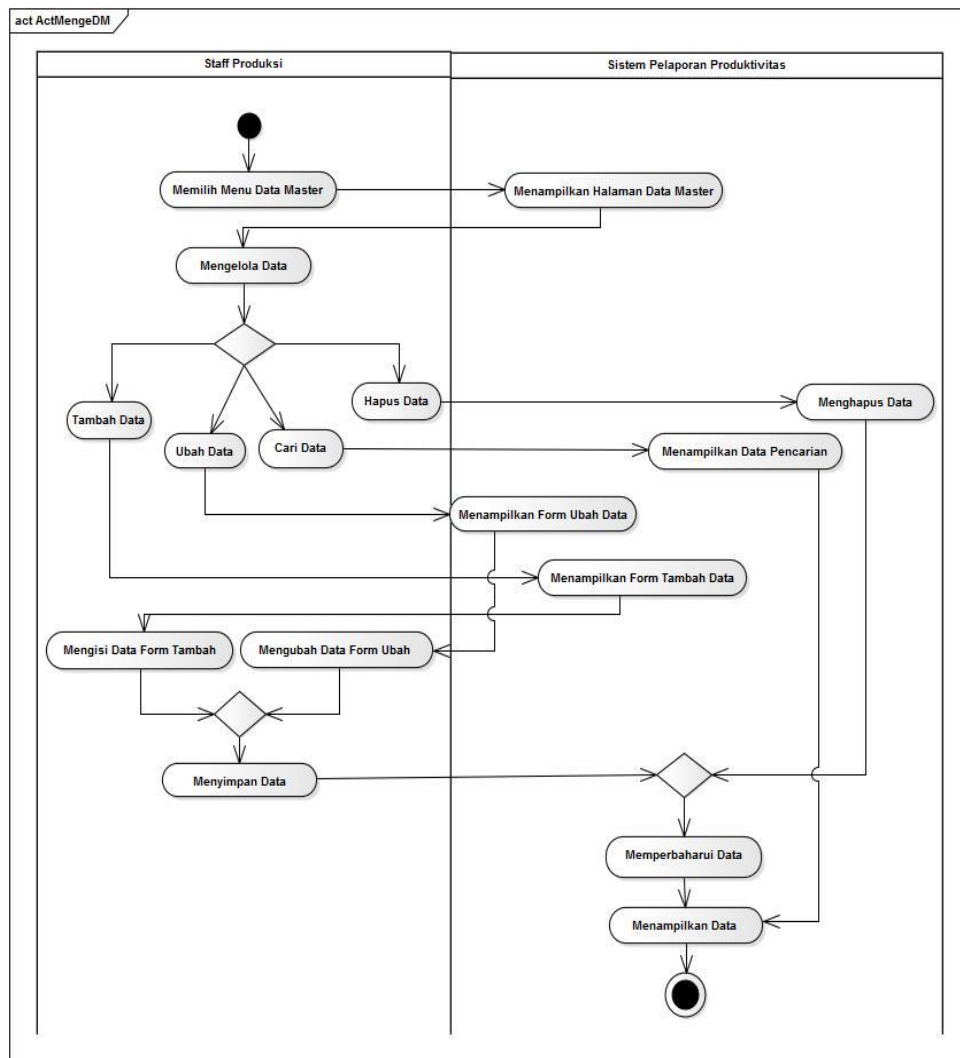 act ActMengeDM
Staff Produksi
Sistem Pelaporan Produktivitas
Memilih Menu Data Master
Menampilkan Halaman Data Master
Mengelola Data
Hapus Data
Menghapus Data
Tambah Data
Ubah Data
Cari Data
Menampilkan Data Pencarian
Menampilkan Form Ubah Data
Menampilkan Form Tambah Data
Mengisi Data Form Tambah
Mengubah Data Form Ubah
Menyimpan Data
Memperbaharui Data
Menampilkan Data